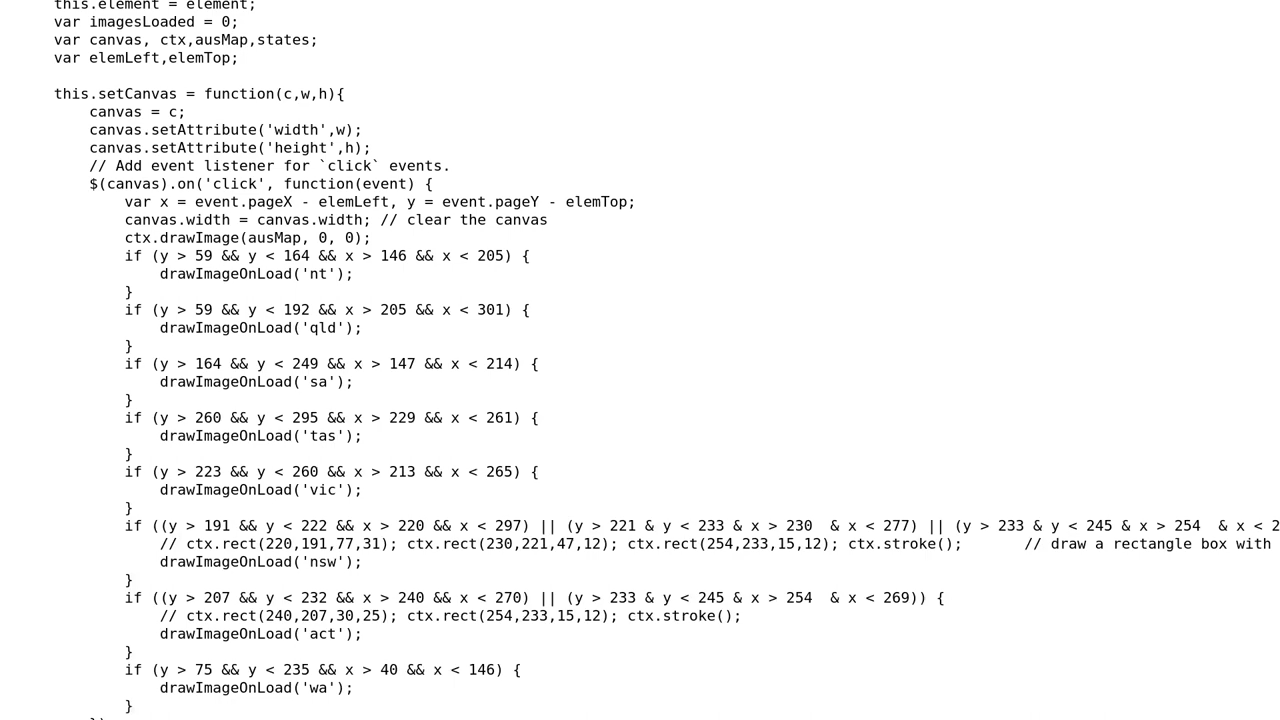 this.element = element;
var imagesLoaded = 0;
var canvas, ctx,ausMap,states;
var elemLeft,elemTop;
this.setCanvas = function(c,w,h){
canvas = c;
canvas.setAttribute('width',w);
canvas.setAttribute('height',h);
// Add event listener for `click` events.
$(canvas).on('click', function(event) {
var x = event.pageX - elemLeft, y = event.pageY - elemTop;
canvas.width = canvas.width; // clear the canvas
ctx.drawImage(ausMap, 0, 0);
if (y > 59 && y < 164 && x > 146 && x < 205) {
drawImageOnLoad('nt');
}
if (y > 59 && y < 192 && x > 205 && x < 301) {
drawImageOnLoad('qld');
}
if (y > 164 && y < 249 && x > 147 && x < 214) {
drawImageOnLoad('sa');
}
if (y > 260 && y < 295 && x > 229 && x < 261) {
drawImageOnLoad('tas');
}
if (y > 223 && y < 260 && x > 213 && x < 265) {
drawImageOnLoad('vic');
}
if ((y > 191 && y < 222 && x > 220 && x < 297) || (y > 221 & y < 233 & x > 230  & x < 277) || (y > 233 & y < 245 & x > 254  & x < 2
// ctx.rect(220,191,77,31); ctx.rect(230,221,47,12); ctx.rect(254,233,15,12); ctx.stroke();       // draw a rectangle box with
drawImageOnLoad('nsw');
}
if ((y > 207 && y < 232 && x > 240 && x < 270) || (y > 233 & y < 245 & x > 254  & x < 269)) {
// ctx.rect(240,207,30,25); ctx.rect(254,233,15,12); ctx.stroke();
drawImageOnLoad('act');
}
if (y > 75 && y < 235 && x > 40 && x < 146) {
drawImageOnLoad('wa');
}